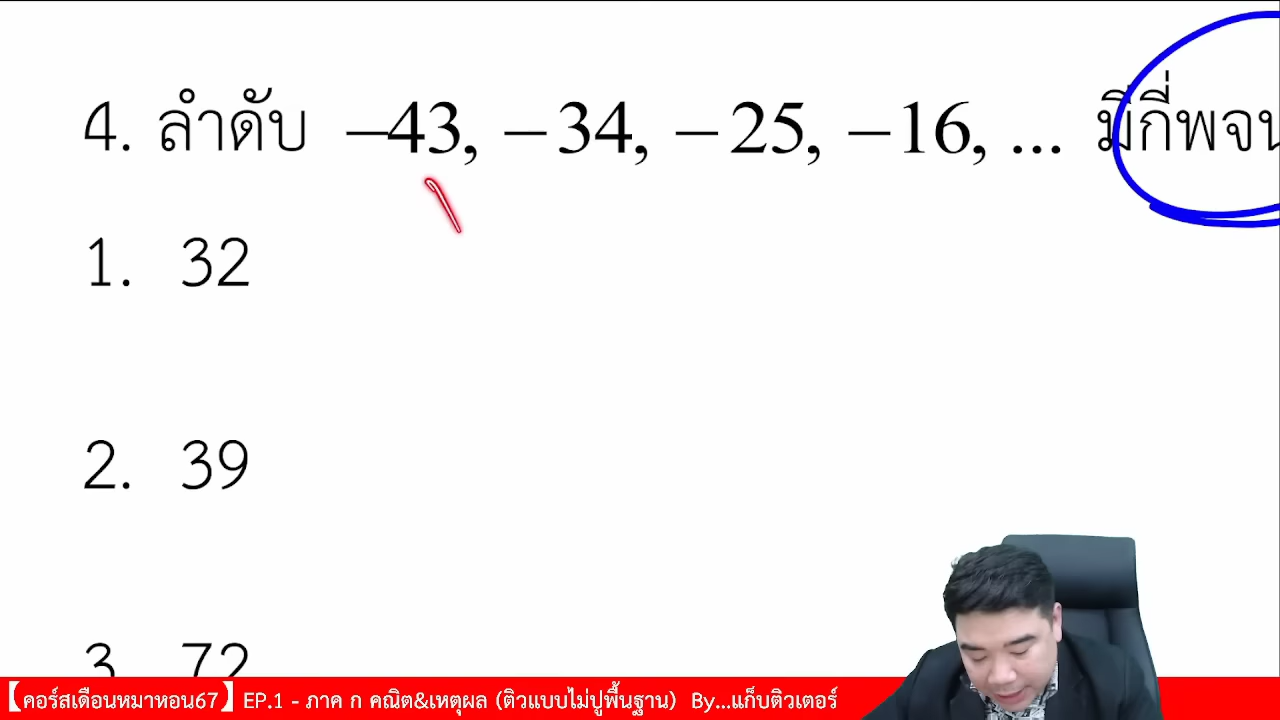 4. ลำดับ −43, −34, −25, −16, ... มีกี่พจน
1. 32
2. 39
3. 72
【คอร์สเดือนหมาหอน67】 EP.1 - ภาค ก คณิต&เหตุผล (ติวแบบไม่ปูพื้นฐาน) By...แก็บติวเตอร์